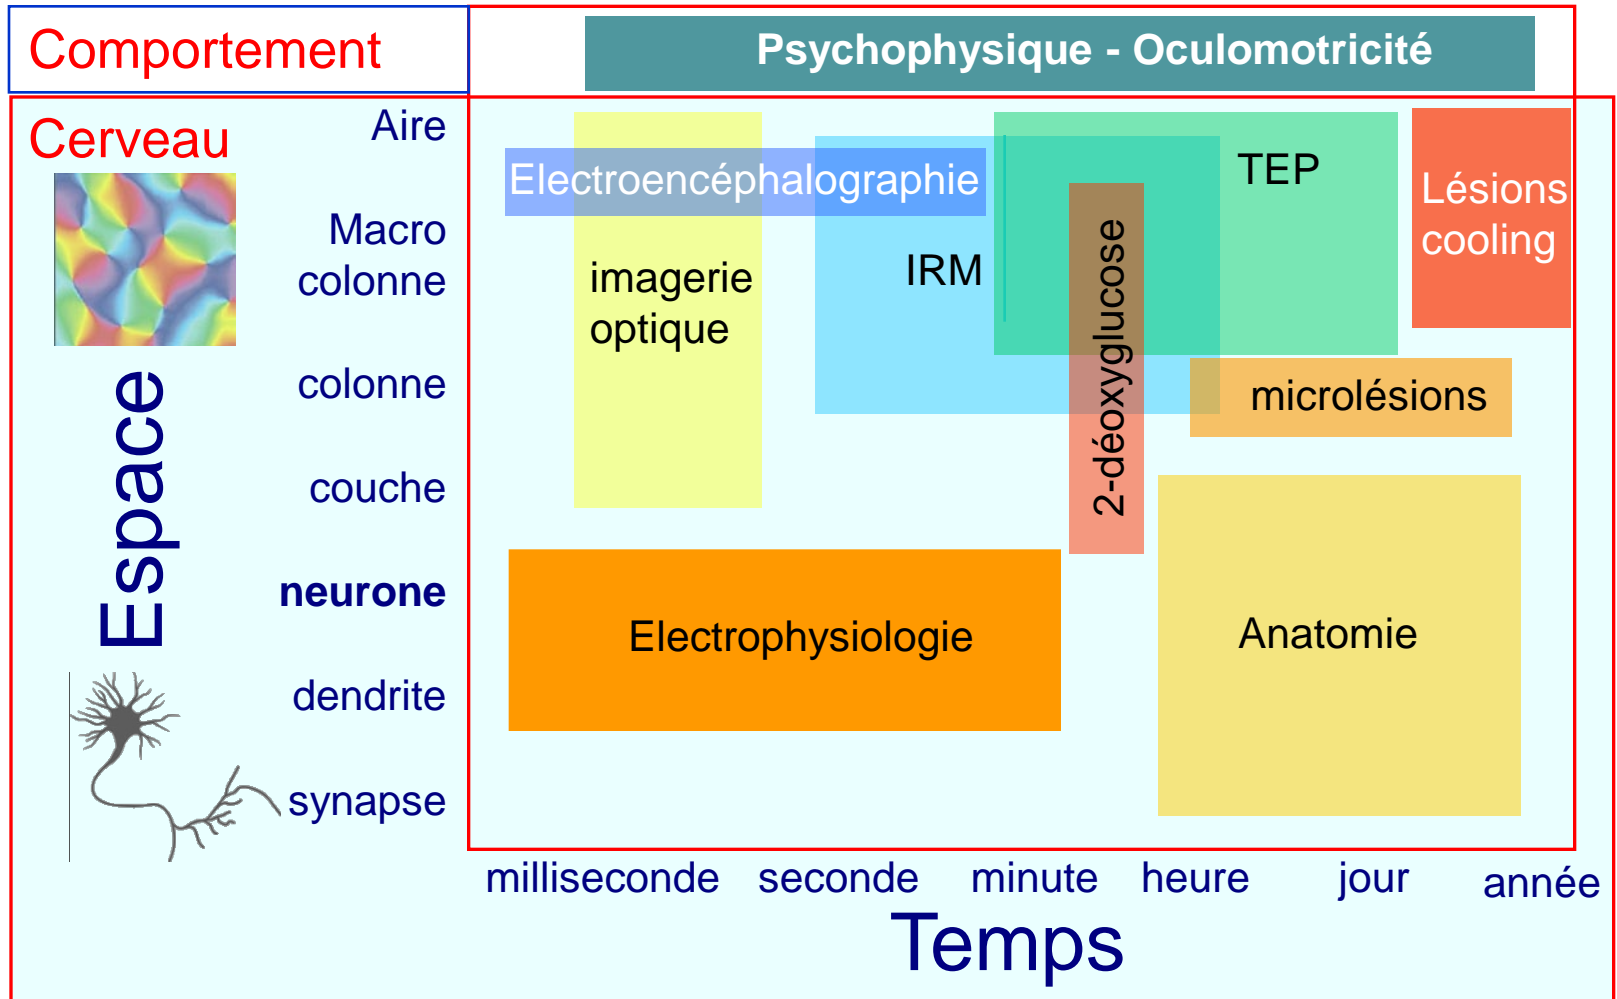 Comportement
Psychophysique - Oculomotricité
Cerveau
Aire
Macro
colonne
colonne
couche
neurone
dendrite
synapse
Espace
Electroencéphalographie
imagerie
optique
IRM
TEP
2-déoxyglucose
Lésions
cooling
microlésions
Electrophysiologie
Anatomie
milliseconde seconde minute heure jour année
Temps